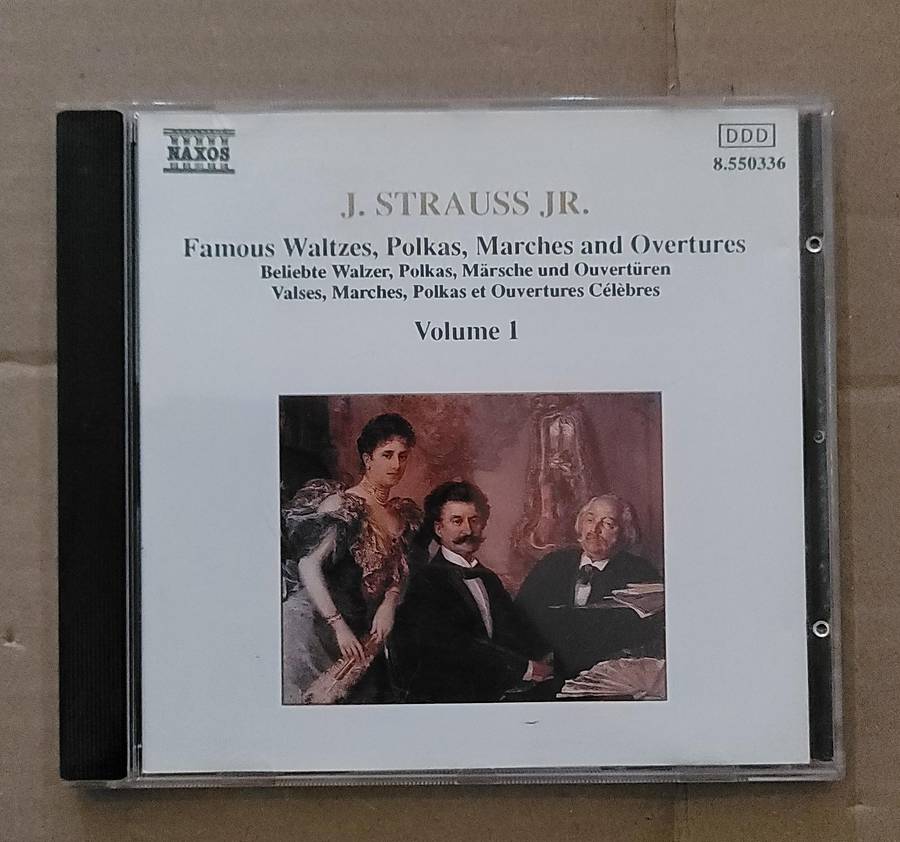 NAXOS
DDD
8.550336
J. STRAUSS JR.
Famous Waltzes, Polkas, Marches and Overtures
Beliebte Walzer, Polkas, Märsche und Ouvertüren
Valses, Marches, Polkas et Ouvertures Célèbres
Volume 1